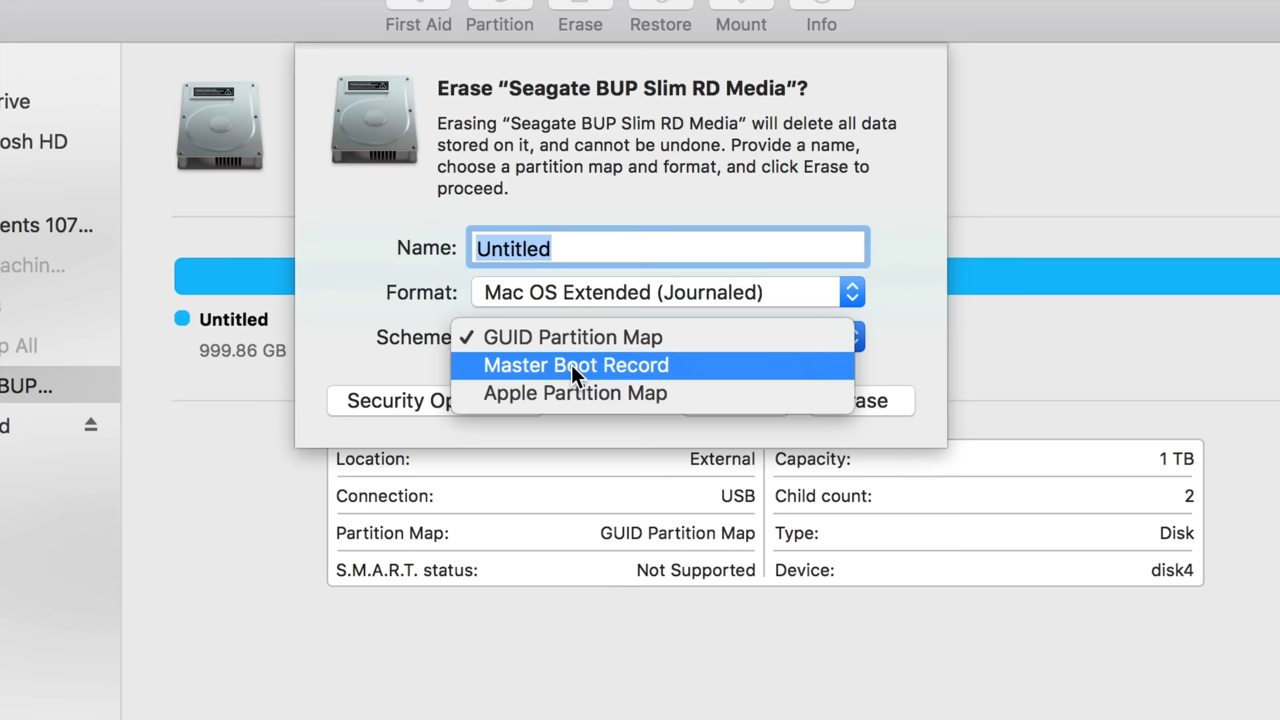 First Aid Partition Erase Restore Mount Info
rive
osh HD
ents 107...
achin...
p All
BUP...
d
Untitled
999.86 GB
Erase “Seagate BUP Slim RD Media”?
Erasing “Seagate BUP Slim RD Media” will delete all data
stored on it, and cannot be undone. Provide a name,
choose a partition map and format, and click Erase to
proceed.
Name: Untitled
Format: Mac OS Extended (Journaled)
Scheme ✓ GUID Partition Map
Master Boot Record
Apple Partition Map
Security Op ase
Location: External
Connection: USB
Partition Map: GUID Partition Map
S.M.A.R.T. status: Not Supported
Capacity: 1 TB
Child count: 2
Type: Disk
Device: disk4